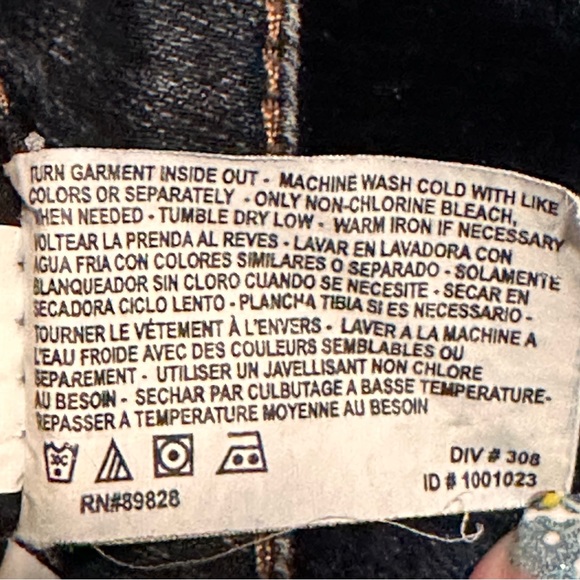 TURN GARMENT INSIDE OUT - MACHINE WASH COLD WITH LIKE
COLORS OR SEPARATELY - ONLY NON-CHLORINE BLEACH,
WHEN NEEDED - TUMBLE DRY LOW - WARM IRON IF NECESSARY
VOLTEAR LA PRENDA AL REVES - LAVAR EN LAVADORA CON
AGUA FRIA CON COLORES SIMILARES O SEPARADO - SOLAMENTE
BLANQUEADOR SIN CLORO CUANDO SE NECESITE - SECAR EN
SECADORA CICLO LENTO - PLANCHA TIBIA SI ES NECESSARIO -
TOURNER LE VÉTEMENT À L'ENVERS - LAVER A LA MACHINE A
L'EAU FROIDE AVEC DES COULEURS SEMBLABLES OU
SEPAREMENT - UTILISER UN JAVELLISANT NON CHLORE
AU BESOIN - SECHAR PAR CULBUTAGE A BASSE TEMPERATURE-
REPASSER A TEMPERATURE MOYENNE AU BESOIN
RN#89828
DIV # 308
ID # 1001023